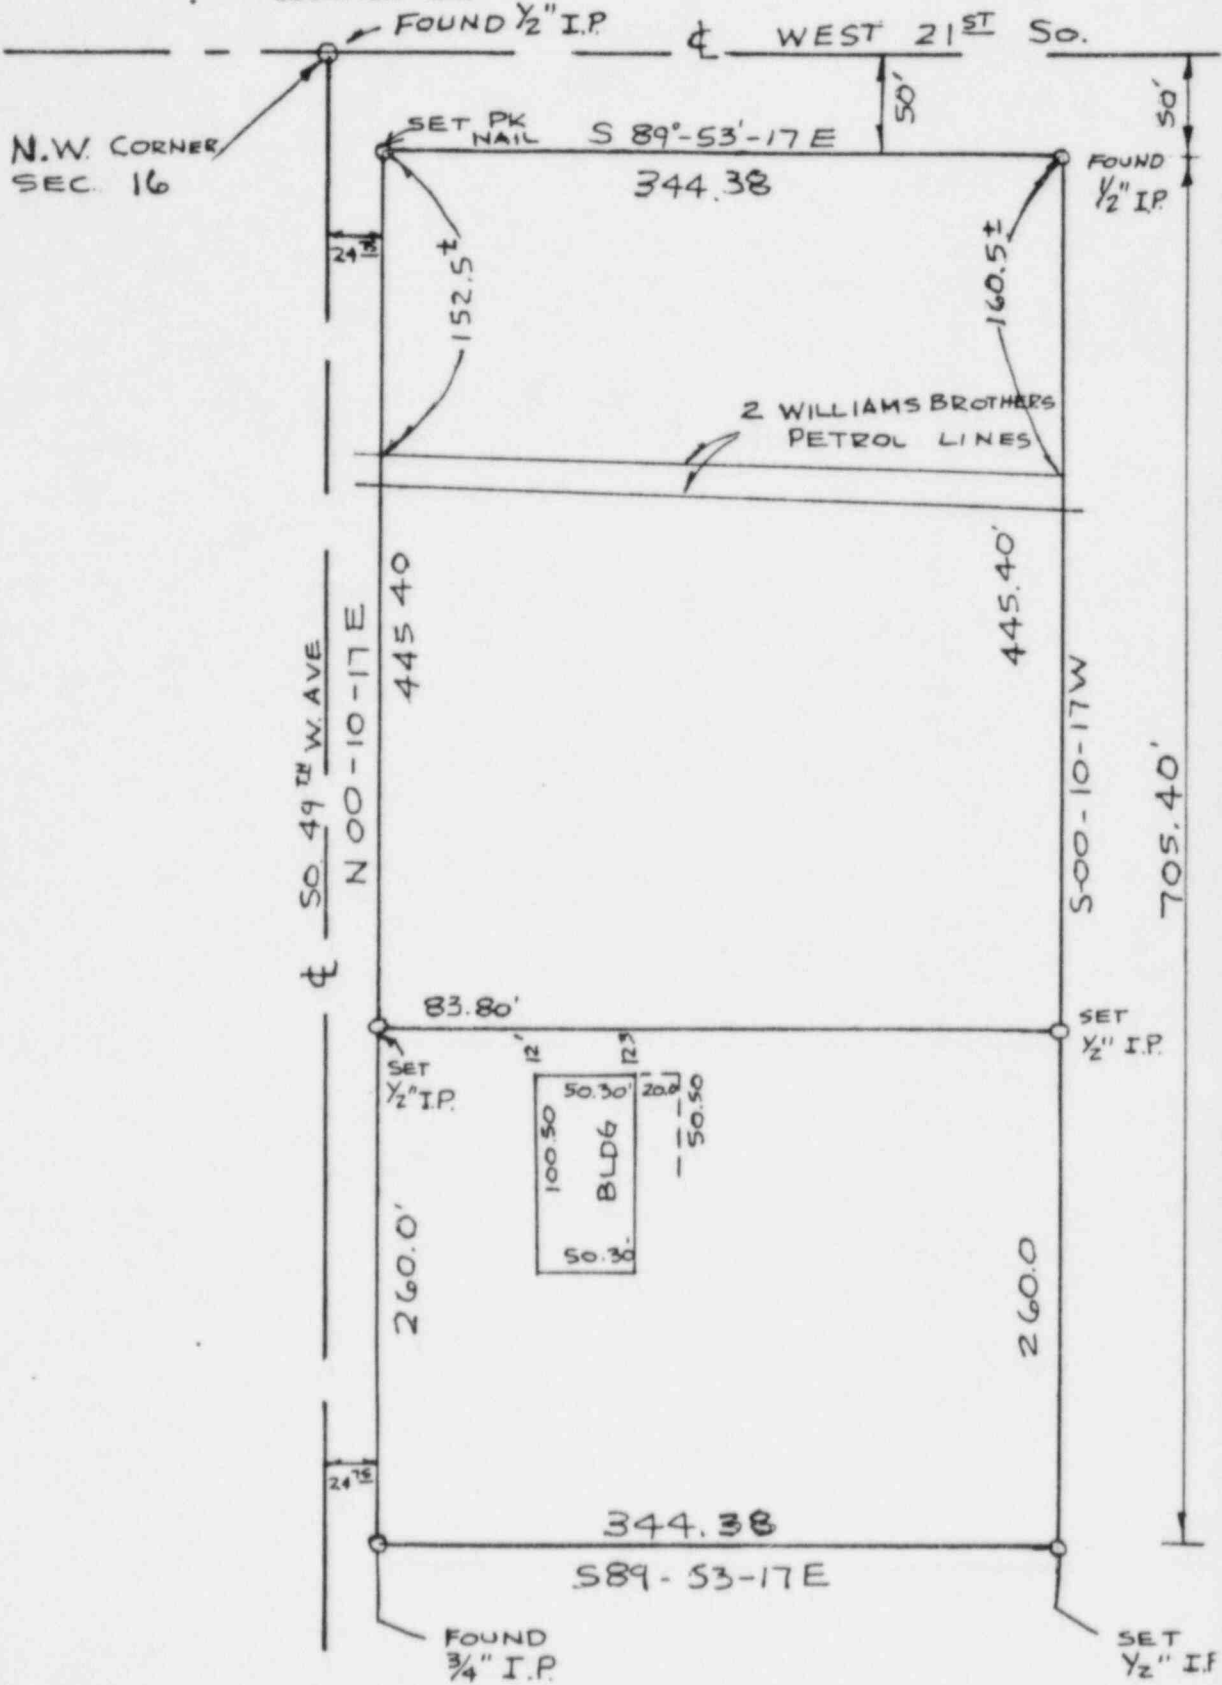 FOUND ½" I.P.
℄ WEST 21ST SO.
50'
50'
N.W. CORNER
SEC. 16
SET PK
NAIL
S 89°-53'-17 E
344.38
FOUND
½" I.P.
24 75
152.5±
160.5±
2 WILLIAMS BROTHERS
PETROL LINES
445 40
445.40'
℄ SO. 49TH W. AVE
N 00-10-17 E
S-00-10-17W
705.40'
83.80'
SET
½" I.P.
12'
123
SET
½" I.P.
50.30'
20.0
50.50
100.50
BLDG
50.30
260.0'
260.0
24 75
344.38
S89-53-17E
FOUND
¾" I.P.
SET
½" I.P